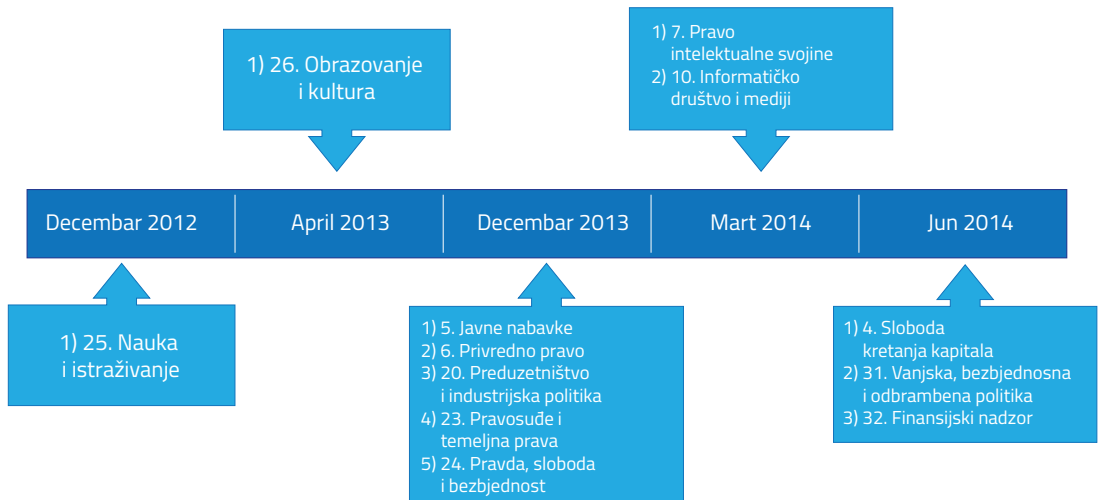 1) 26. Obrazovanje
i kultura
1) 7. Pravo
intelektualne svojine
2) 10. Informatičko
društvo i mediji
Decembar 2012
April 2013
Decembar 2013
Mart 2014
Jun 2014
1) 25. Nauka
i istraživanje
1) 5. Javne nabavke
2) 6. Privredno pravo
3) 20. Preduzetništvo
i industrijska politika
4) 23. Pravosuđe i
temeljna prava
5) 24. Pravda, sloboda
i bezbjednost
1) 4. Sloboda
kretanja kapitala
2) 31. Vanjska, bezbjednosna
i odbrambena politika
3) 32. Finansijski nadzor